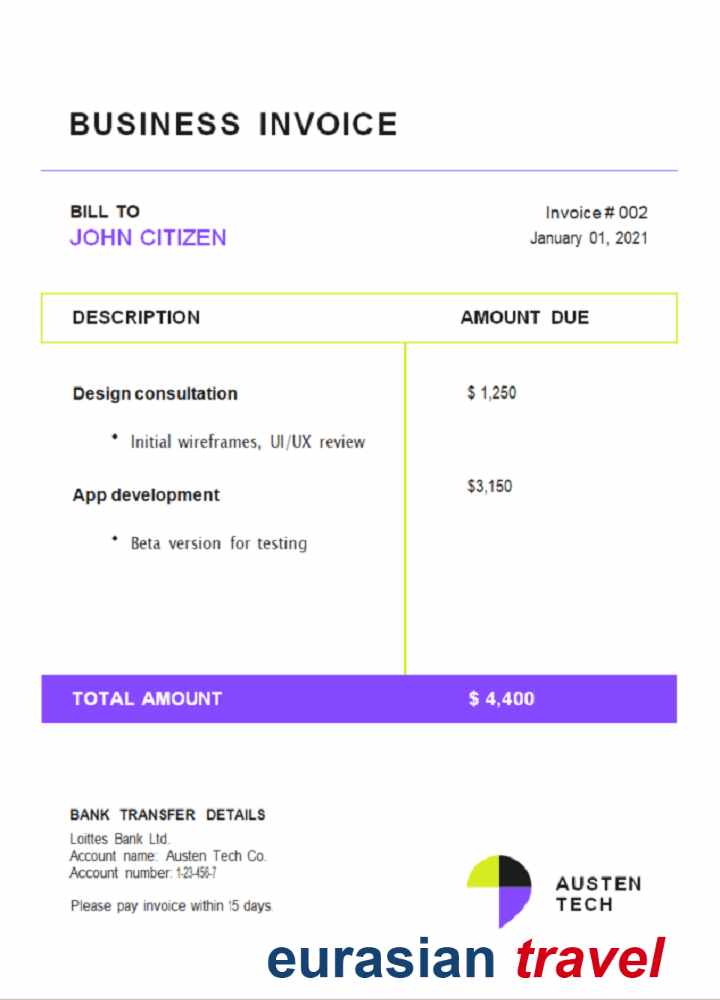 BUSINESS INVOICE
BILL TO
JOHN CITIZEN
Invoice # 002
January 01, 2021
DESCRIPTION AMOUNT DUE
Design consultation $ 1,250
• Initial wireframes, UI/UX review
App development $3,150
• Beta version for testing
TOTAL AMOUNT $ 4,400
BANK TRANSFER DETAILS
Loittes Bank Ltd.
Account name: Austen Tech Co.
Account number: 1-23-456-7
Please pay invoice within 15 days.
AUSTEN
TECH
eurasian travel